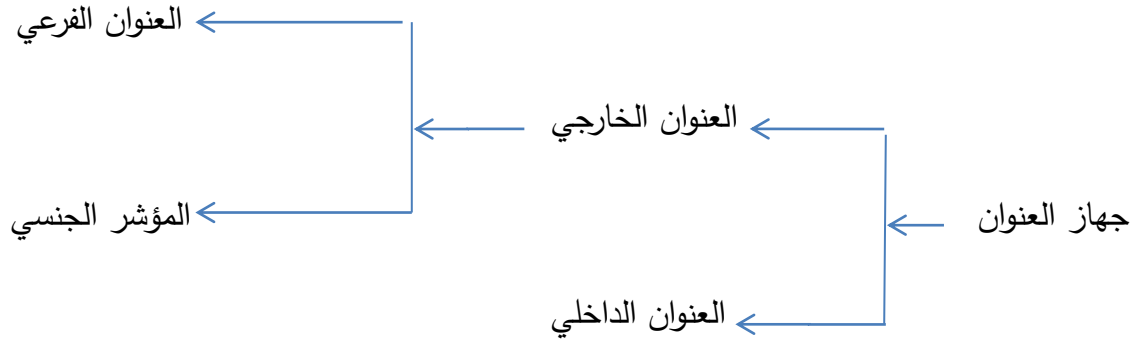 العنوان الفرعي
العنوان الخارجي
المؤشر الجنسي
جهاز العنوان
العنوان الداخلي